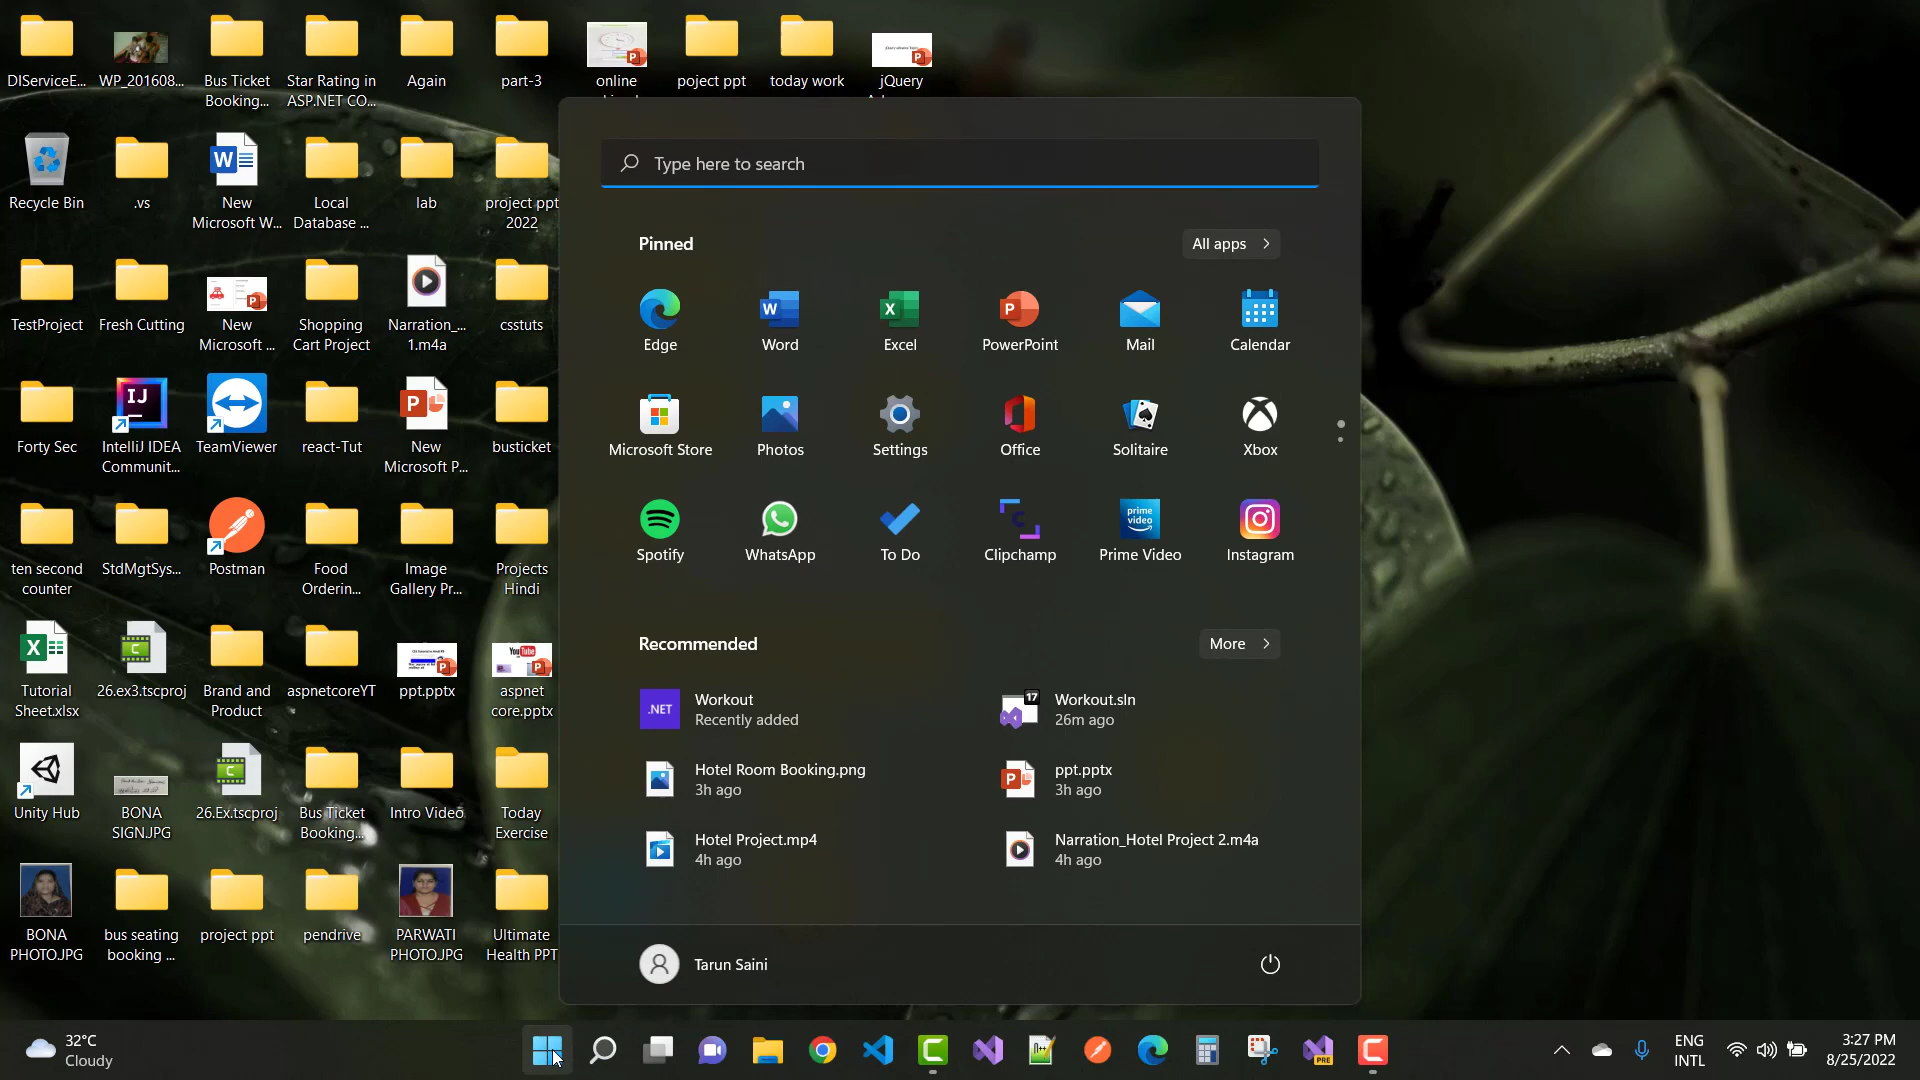 DIServiceE...
WP_201608...
Bus Ticket
Booking...
Star Rating in
ASP.NET CO...
Again
part-3
online
poject ppt
today work
jQuery
Recycle Bin
.vs
New
Microsoft W...
Local
Database ...
lab
project ppt
2022
TestProject
Fresh Cutting
New
Microsoft ...
Shopping
Cart Project
Narration_...
1.m4a
csstuts
Forty Sec
IntelliJ IDEA
Communit...
TeamViewer
react-Tut
New
Microsoft P...
busticket
ten second
counter
StdMgtSys...
Postman
Food
Orderin...
Image
Gallery Pr...
Projects
Hindi
Tutorial
Sheet.xlsx
26.ex3.tscproj
Brand and
Product
aspnetcoreYT
ppt.pptx
aspnet
core.pptx
Unity Hub
BONA
SIGN.JPG
26.Ex.tscproj
Bus Ticket
Booking...
Intro Video
Today
Exercise
BONA
PHOTO.JPG
bus seating
booking ...
project ppt
pendrive
PARWATI
PHOTO.JPG
Ultimate
Health PPT
Type here to search
Pinned
All apps
Edge
Word
Excel
PowerPoint
Mail
Calendar
Microsoft Store
Photos
Settings
Office
Solitaire
Xbox
prime
video
Spotify
WhatsApp
To Do
Clipchamp
Prime Video
Instagram
Recommended
More
.NET
Workout
Recently added
17
Workout.sln
26m ago
Hotel Room Booking.png
3h ago
ppt.pptx
3h ago
Hotel Project.mp4
4h ago
Narration_Hotel Project 2.m4a
4h ago
Tarun Saini
32°C
Cloudy
PRE
ENG
INTL
3:27 PM
8/25/2022